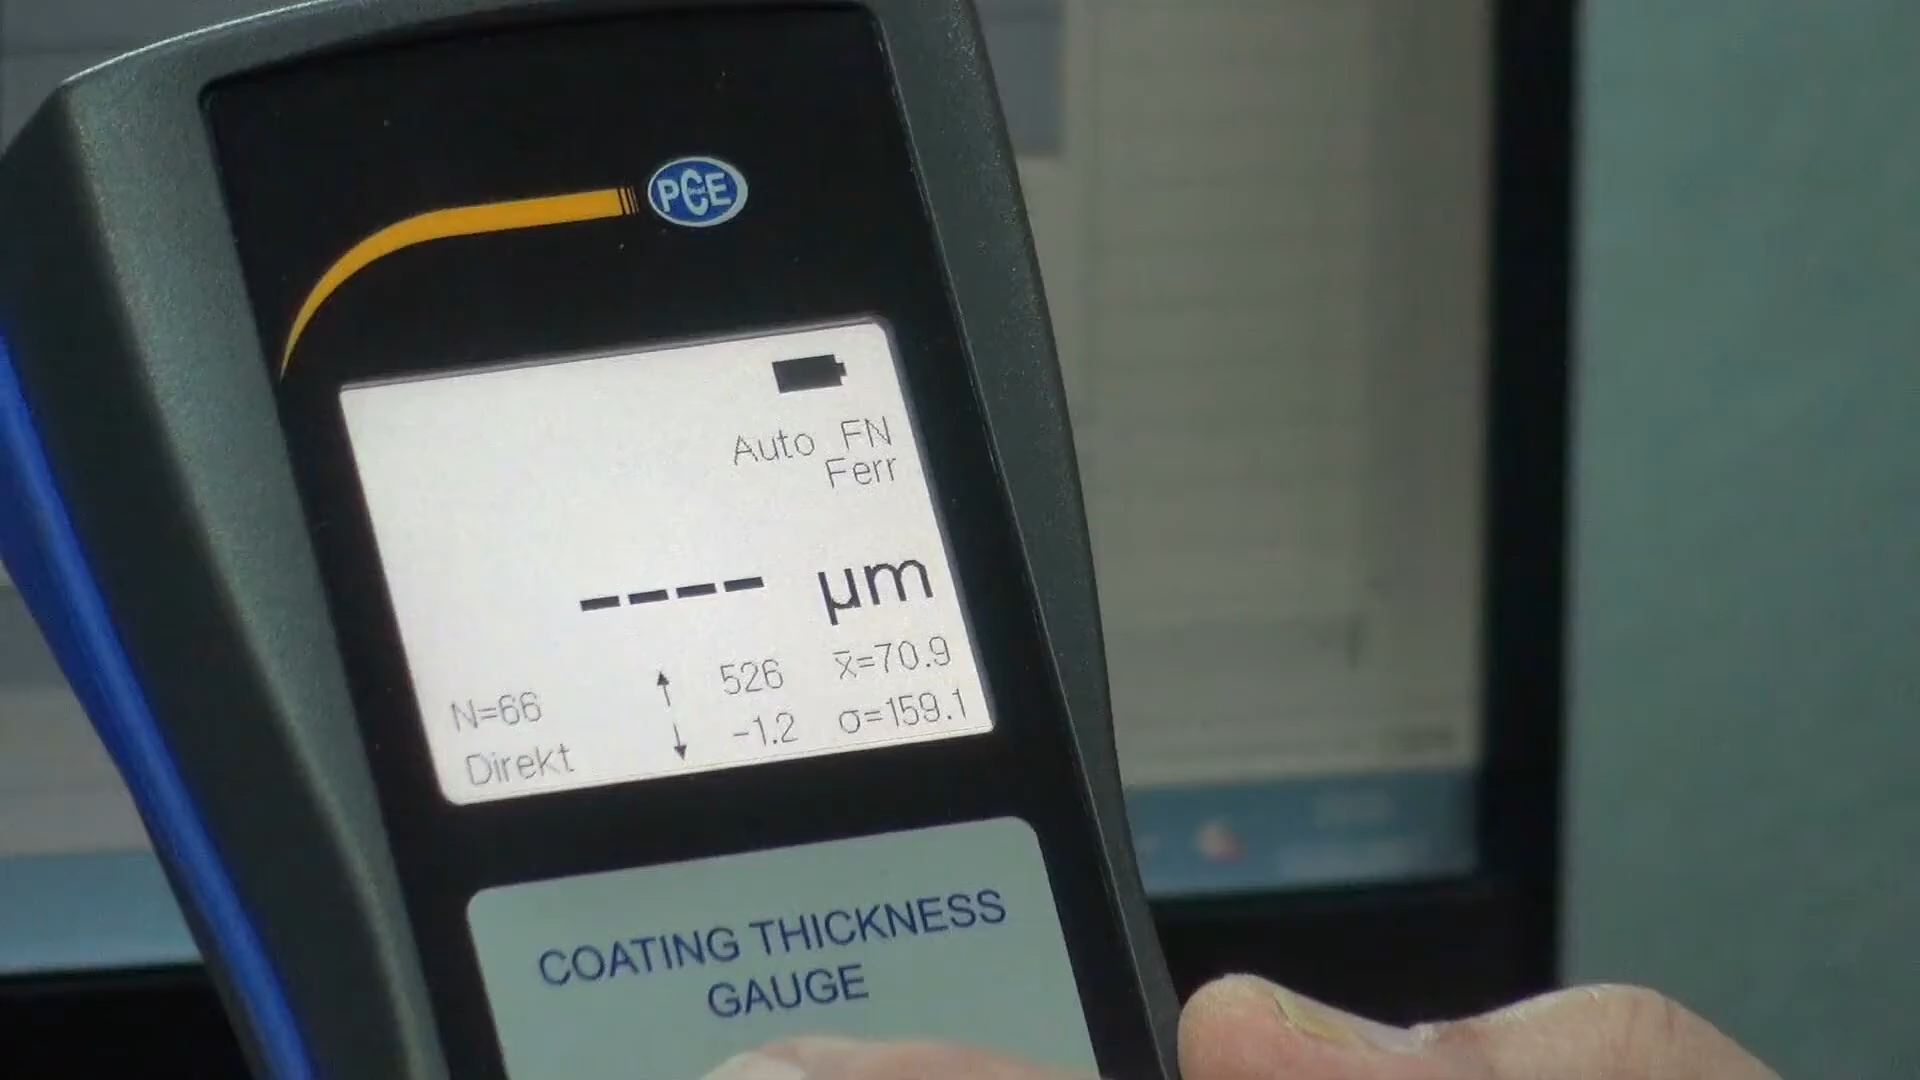 PCE
Auto FN
Ferr
---- µm
N=66 ↑ 526 x̄=70.9
Direkt ↓ -1.2 σ=159.1
COATING THICKNESS
GAUGE